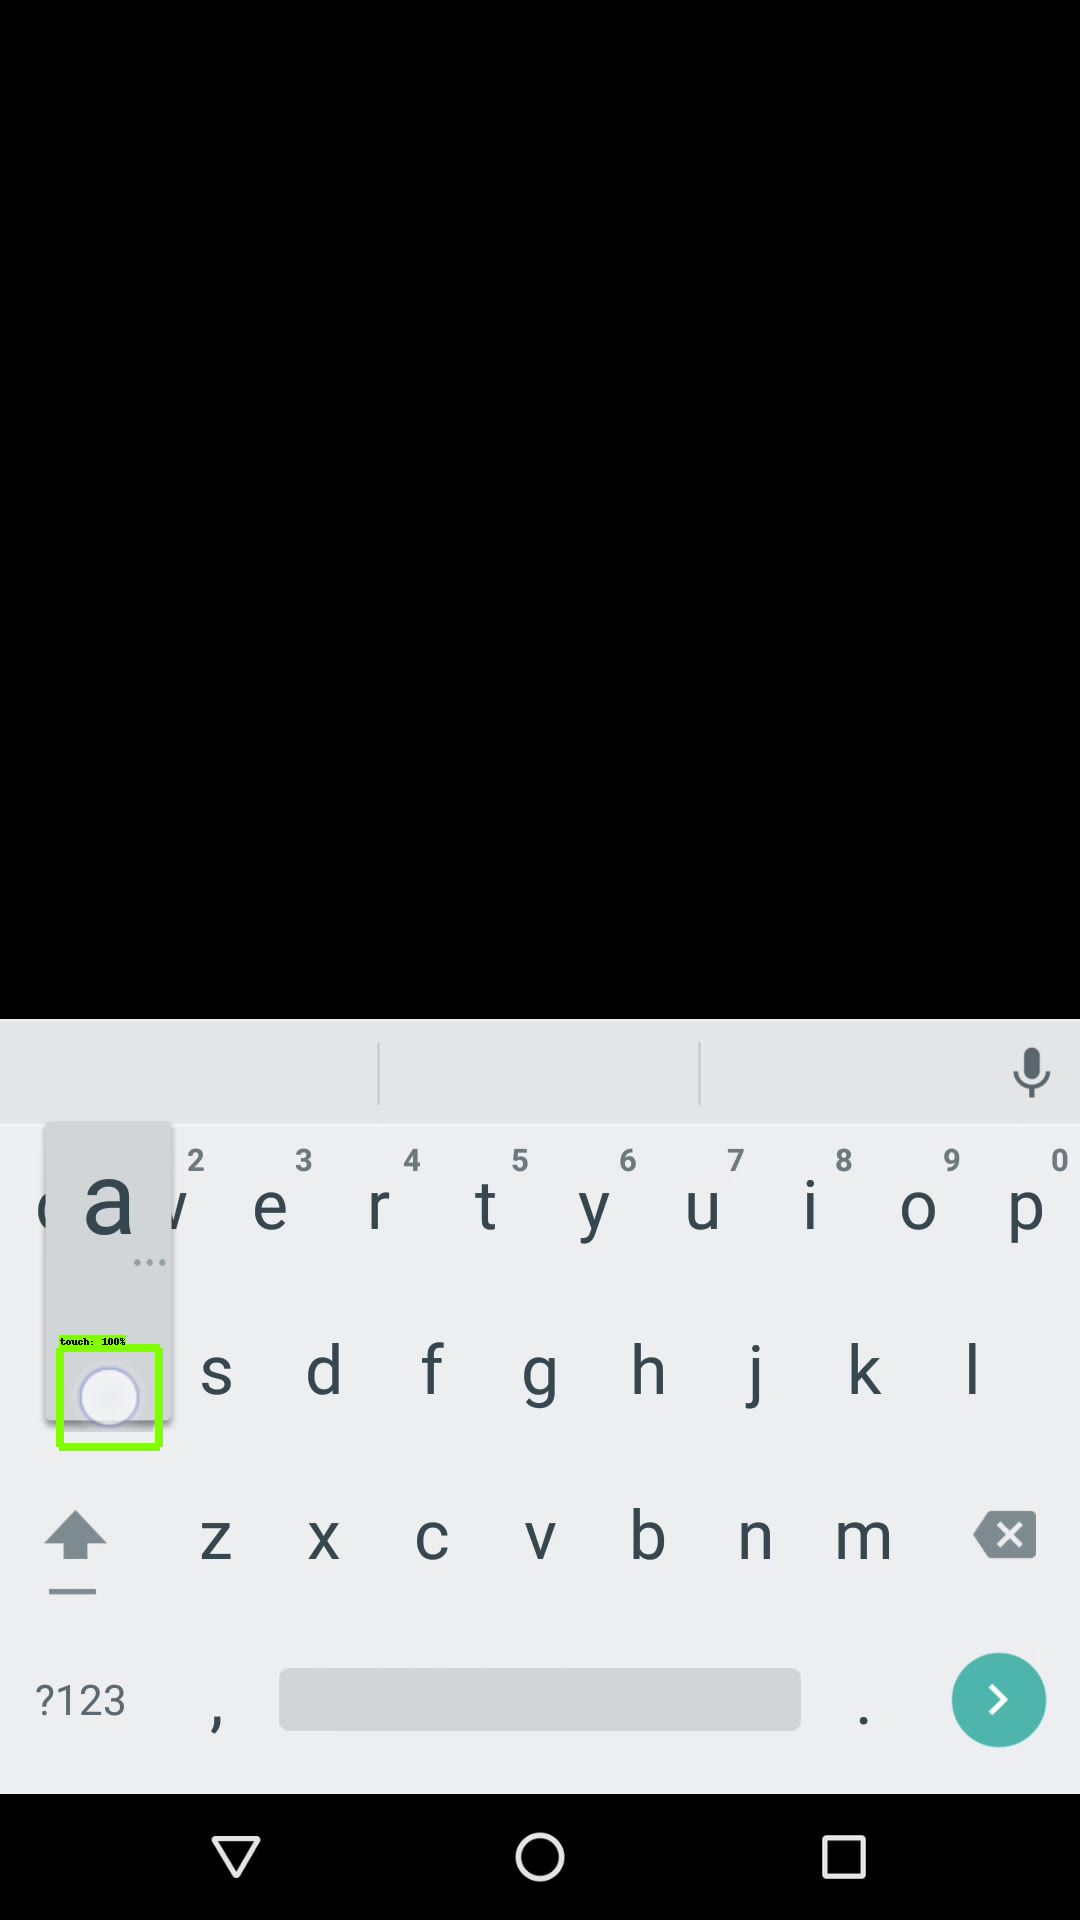 2 3 4 5 6 7 8 9 0
a e r t y u i o p
...
touch: 100%
s d f g h j k l
z x c v b n m
?123 , .